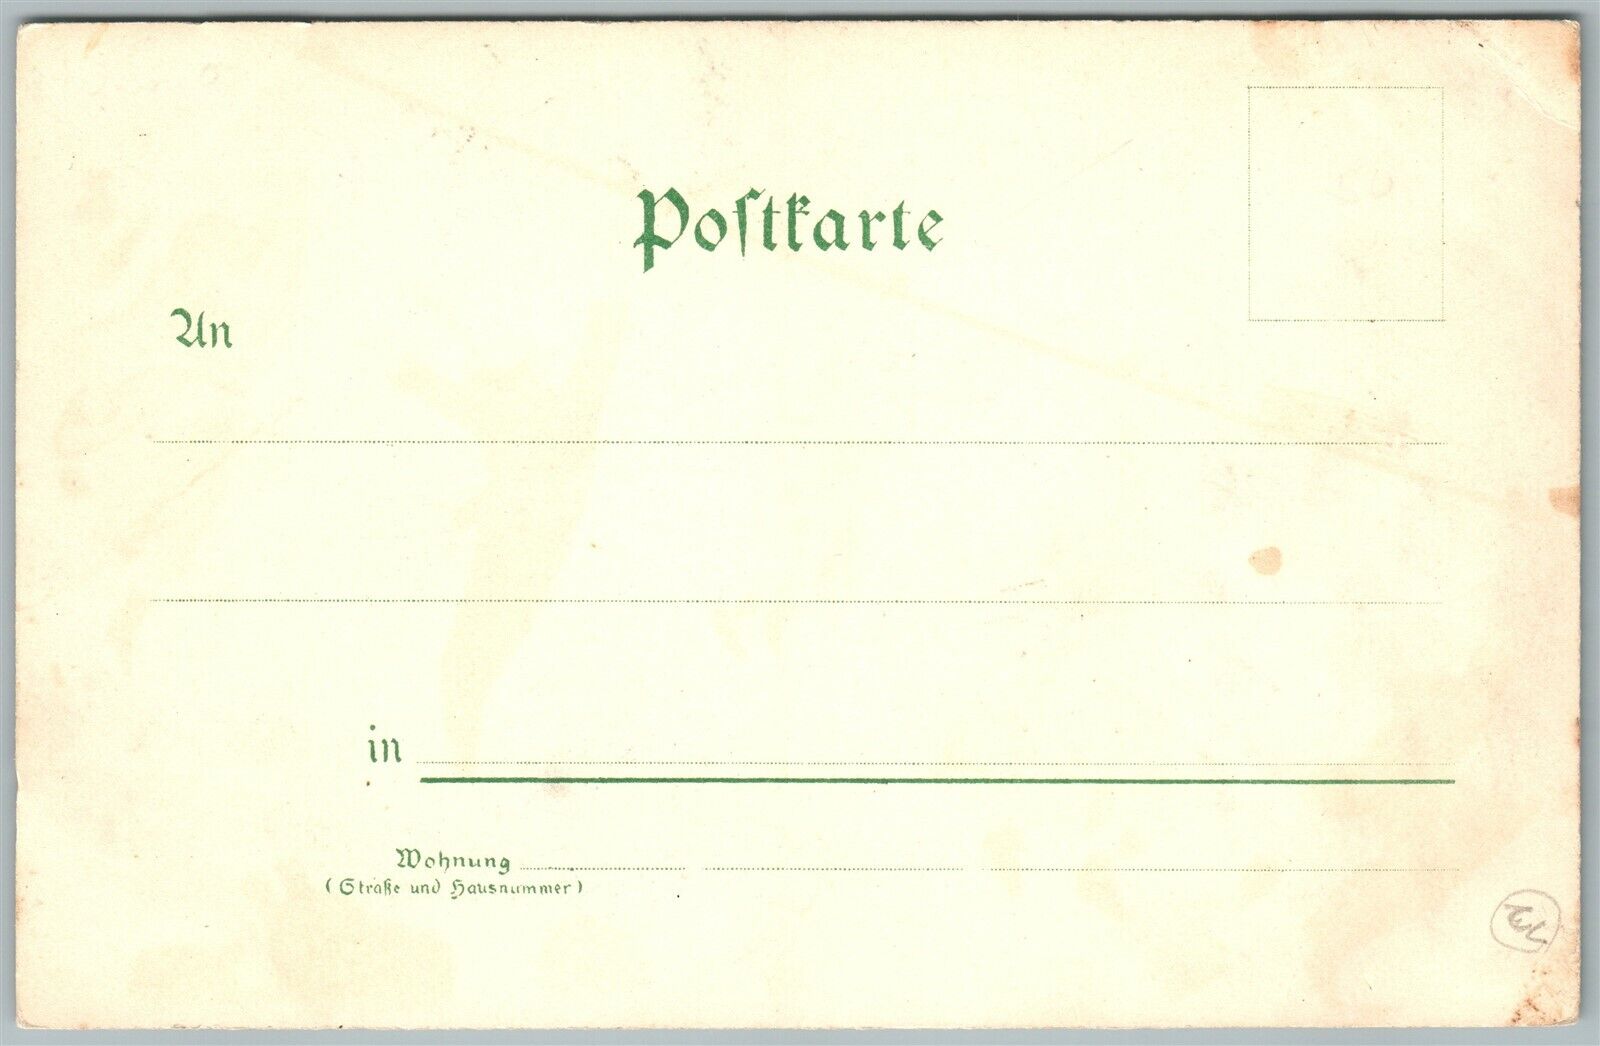 Postkarte
An
in
Wohnung
(Straße und Hausnummer)